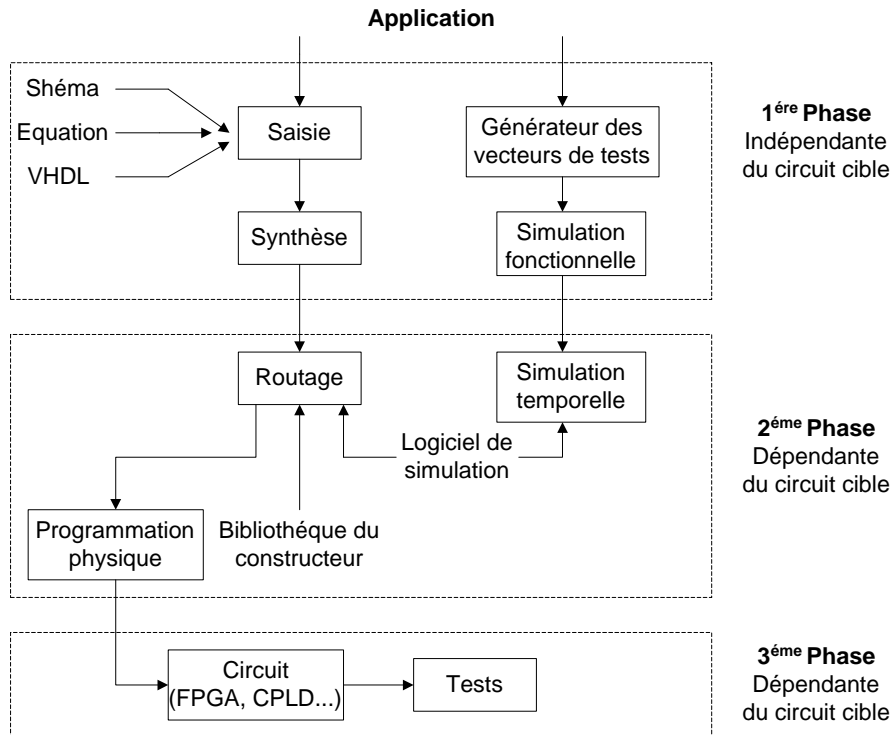 Application
Shéma
Equation
VHDL
Saisie
Générateur des
vecteurs de tests
1ére Phase
Indépendante
du circuit cible
Synthèse
Simulation
fonctionnelle
Routage
Simulation
temporelle
Logiciel de
simulation
2éme Phase
Dépendante
du circuit cible
Programmation
physique
Bibliothéque du
constructeur
Circuit
(FPGA, CPLD...)
Tests
3éme Phase
Dépendante
du circuit cible